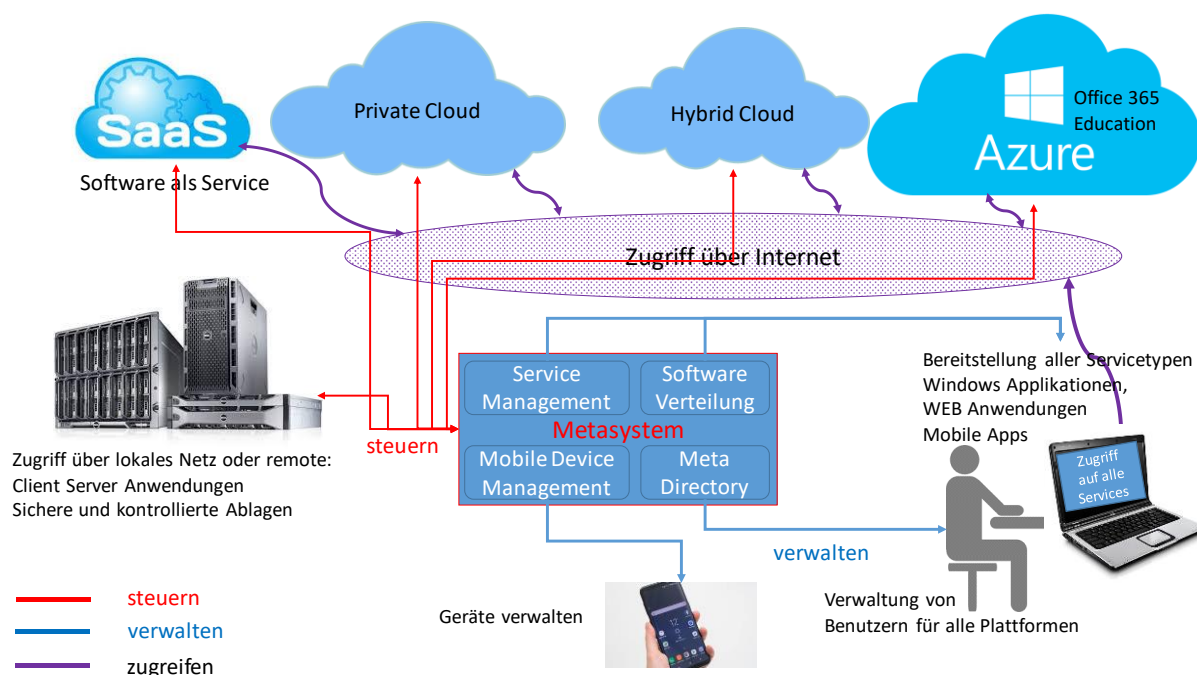 SaaS
Software als Service
Private Cloud
Hybrid Cloud
Office 365
Education
Azure
Zugriff über Internet
Zugriff über lokales Netz oder remote:
Client Server Anwendungen
Sichere und kontrollierte Ablagen
steuern
Service
Management
Software
Verteilung
Metasystem
Mobile Device
Management
Meta
Directory
Bereitstellung aller Servicetypen
Windows Applikationen,
WEB Anwendungen
Mobile Apps
Zugriff
auf alle
Services
verwalten
Geräte verwalten
Verwaltung von
Benutzern für alle Plattformen
steuern
verwalten
zugreifen